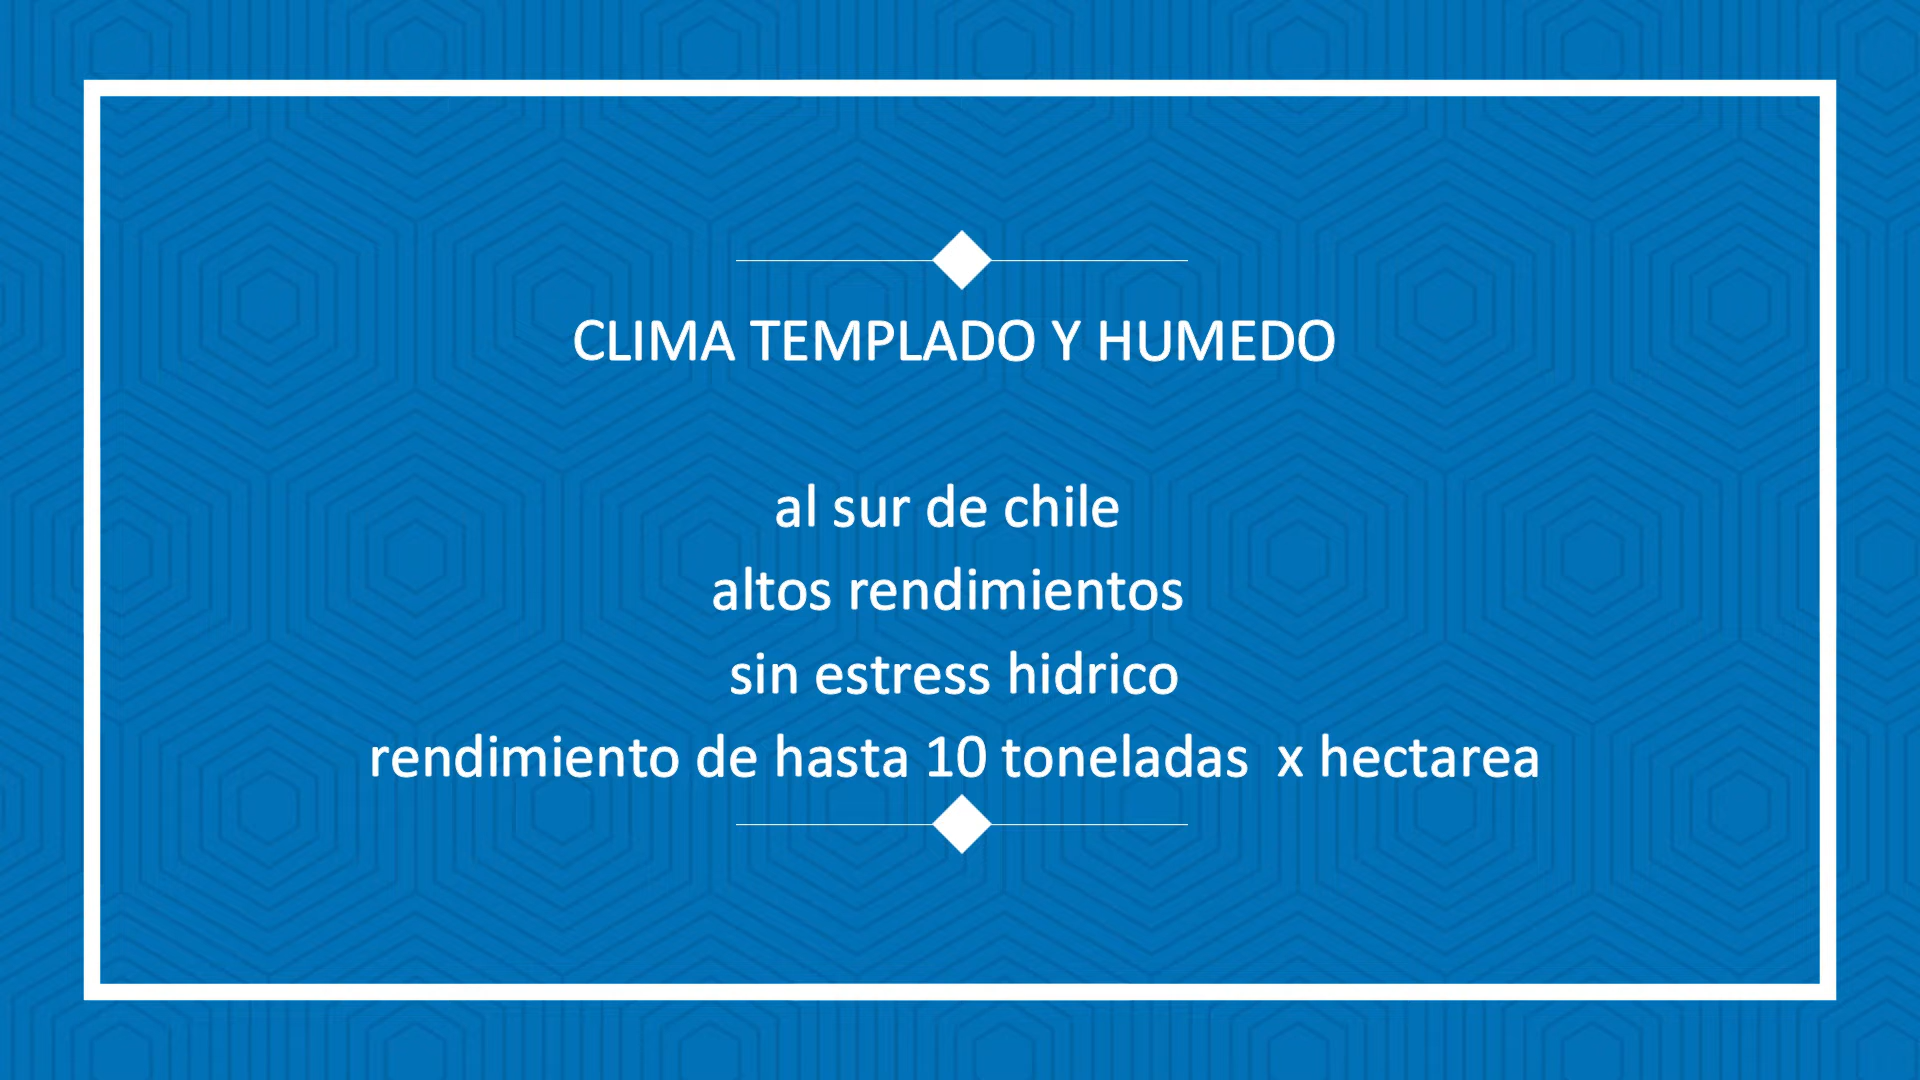 CLIMA TEMPLADO Y HUMEDO
al sur de chile
altos rendimientos
sin estress hidrico
rendimiento de hasta 10 toneladas  x hectarea